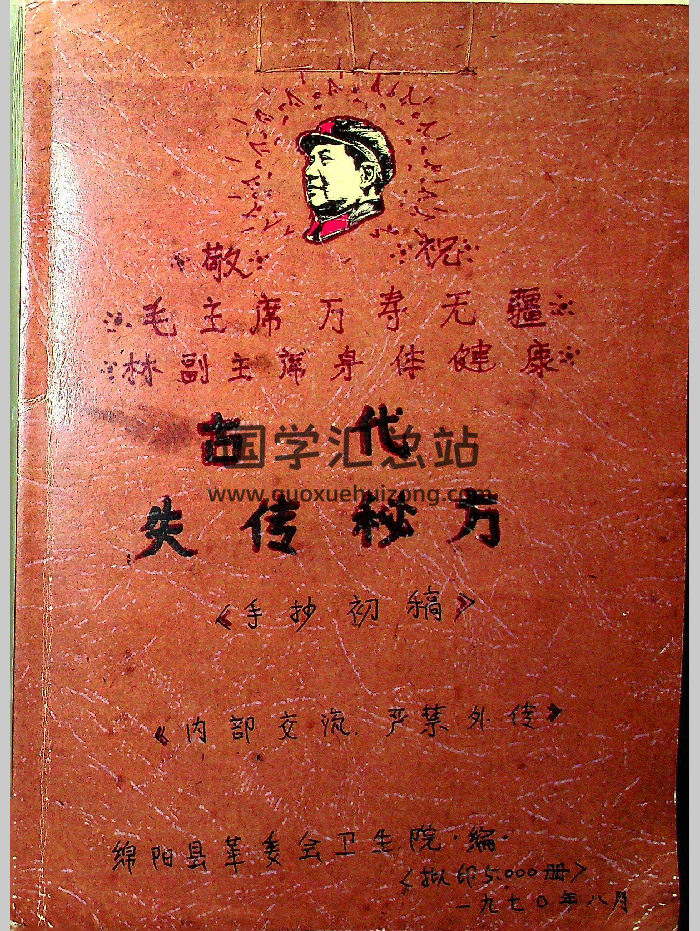 敬 祝
毛主席万寿无疆
林副主席身体健康
古代
国学汇总站
www.guoxuehuizong.com
失传秘方
《手抄初稿》
《内部交流.严禁外传》
绵阳县革委会卫生院·编·
<拟印5.000册>
一九七0年八月